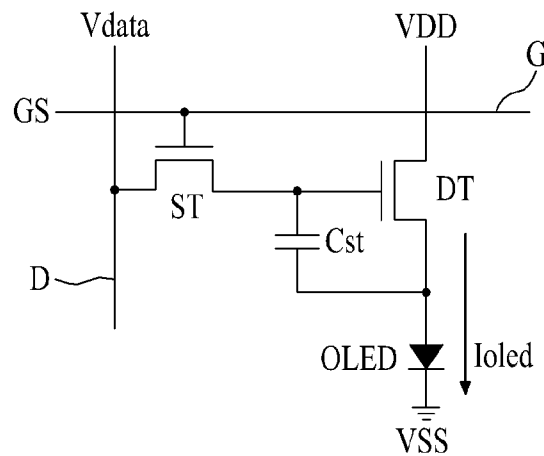 Vdata
VDD
G
GS
DT
ST
Cst
D
OLED
Ioled
VSS